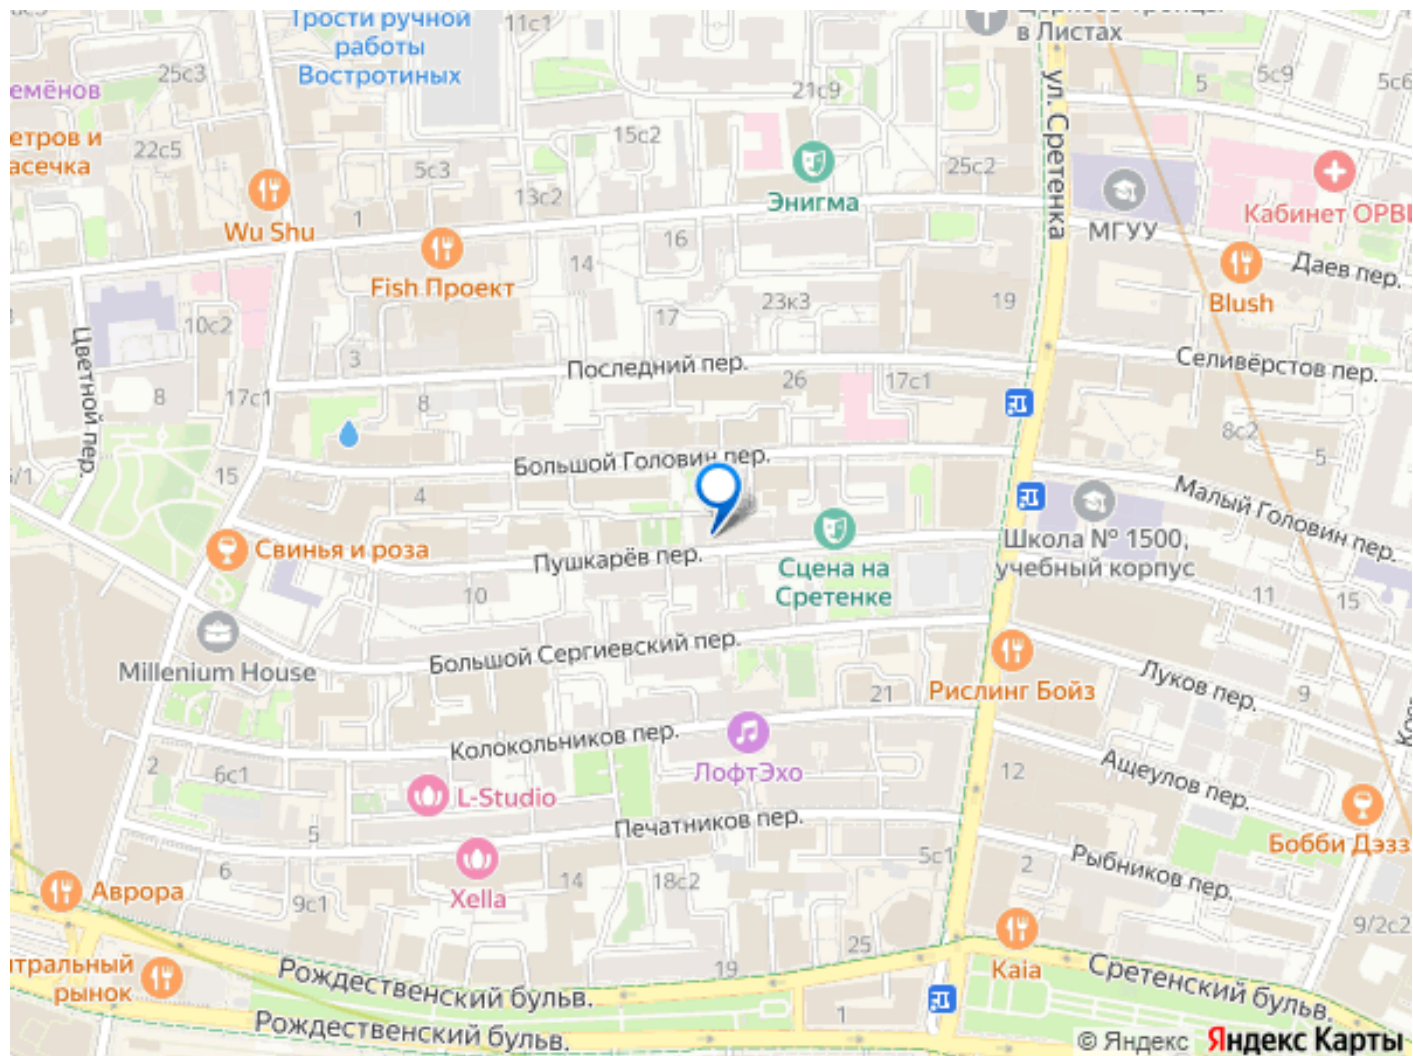 Трости ручной
работы
Востротиных
11с1
в Листах
25с3
емёнов
21с9
5
5с9
5с6
етров и
асечка
22с5
15с2
5с3
25с2
13с2
ул. Сретенка
Wu Shu
1
Энигма
МГУУ
Кабинет ОРВИ
16
Fish Проект
14
Даев пер.
Blush
23к3
19
10с2
17
Цветной пер.
3
Последний пер.
Селивёрстов пер.
26
17с1
8
17с1
8
8с2
5
Большой Головин пер.
15
4
Малый Головин пер.
Свинья и роза
Пушкарёв пер.
Сцена на
Сретенке
Школа № 1500,
учебный корпус
10
11
15
Большой Сергиевский пер.
Millenium House
Луков пер.
Рислинг Бойз
21
9
Колокольников пер.
2
6с1
ЛофтЭхо
12
Ащеулов пер.
L-Studio
Печатников пер.
5
Бобби Дэзз
5с1
2
Рыбников пер.
6
14
18с2
Аврора
9с1
Xella
9/2с2
25
19
Kaia
Сретенский бульв.
нтральный
рынок
Рождественский бульв.
1
Рождественский бульв.
© Яндекс Яндекс Карты